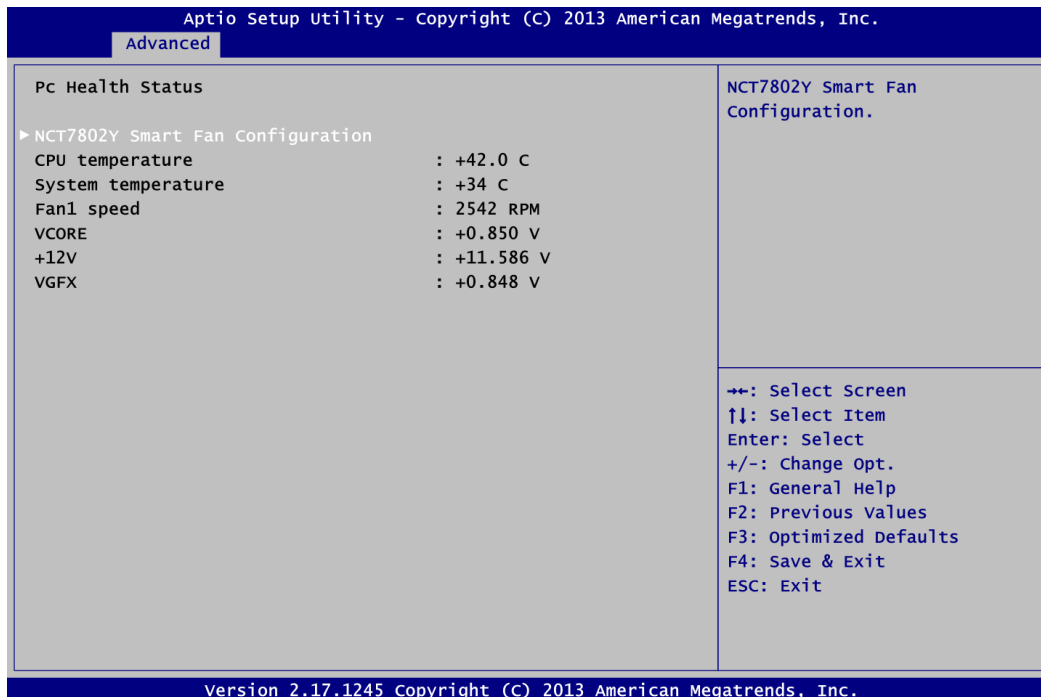 Aptio Setup Utility - Copyright (C) 2013 American Megatrends, Inc.
Advanced
Pc Health Status
▶ NCT7802Y Smart Fan Configuration
CPU temperature : +42.0 C
System temperature : +34 C
Fan1 speed : 2542 RPM
VCORE : +0.850 V
+12V : +11.586 V
VGFX : +0.848 V
NCT7802Y Smart Fan
Configuration.
→←: Select Screen
↑↓: Select Item
Enter: Select
+/-: Change Opt.
F1: General Help
F2: Previous Values
F3: Optimized Defaults
F4: Save & Exit
ESC: Exit
Version 2.17.1245 Copyright (C) 2013 American Megatrends, Inc.